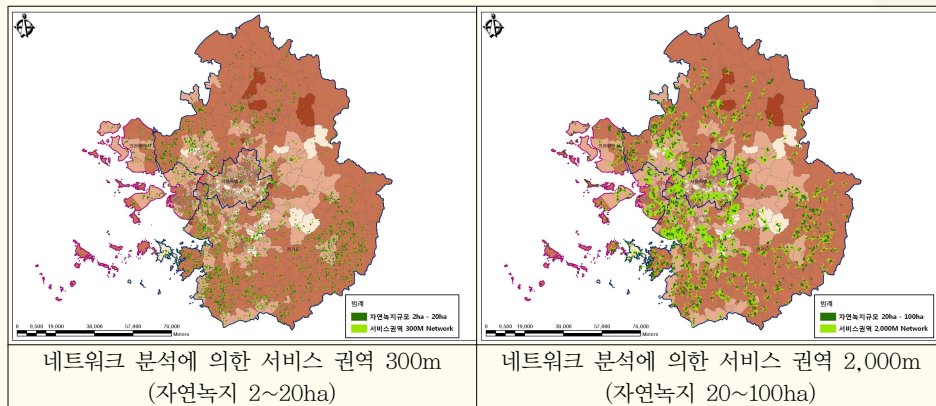 범례
자연녹지규모 2ha - 20ha
서비스권역 300M Network
0 9,500 19,000 38,000 57,000 76,000
Meters
네트워크 분석에 의한 서비스 권역 300m
(자연녹지 2~20ha)
범례
자연녹지규모 20ha - 100ha
서비스권역 2,000M Network
0 9,500 19,000 38,000 57,000 76,000
Meters
네트워크 분석에 의한 서비스 권역 2,000m
(자연녹지 20~100ha)